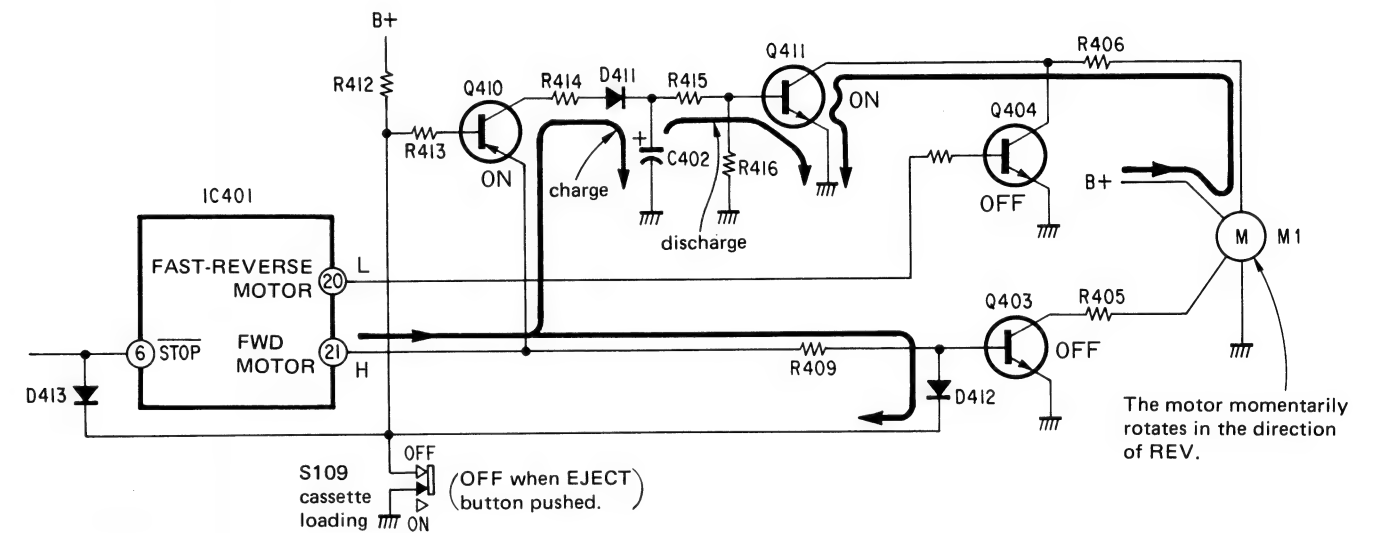 B+
R412
Q410
R413
ON
R414
D411
R415
Q411
ON
+
C402
R416
charge
discharge
R406
Q404
OFF
B+
M
M1
IC401
FAST-REVERSE
MOTOR
20
L
6
STOP
FWD
MOTOR
21
H
D413
R409
D412
Q403
OFF
R405
The motor momentarily
rotates in the direction
of REV.
S109
cassette
loading
OFF
ON
(OFF when EJECT
button pushed.)